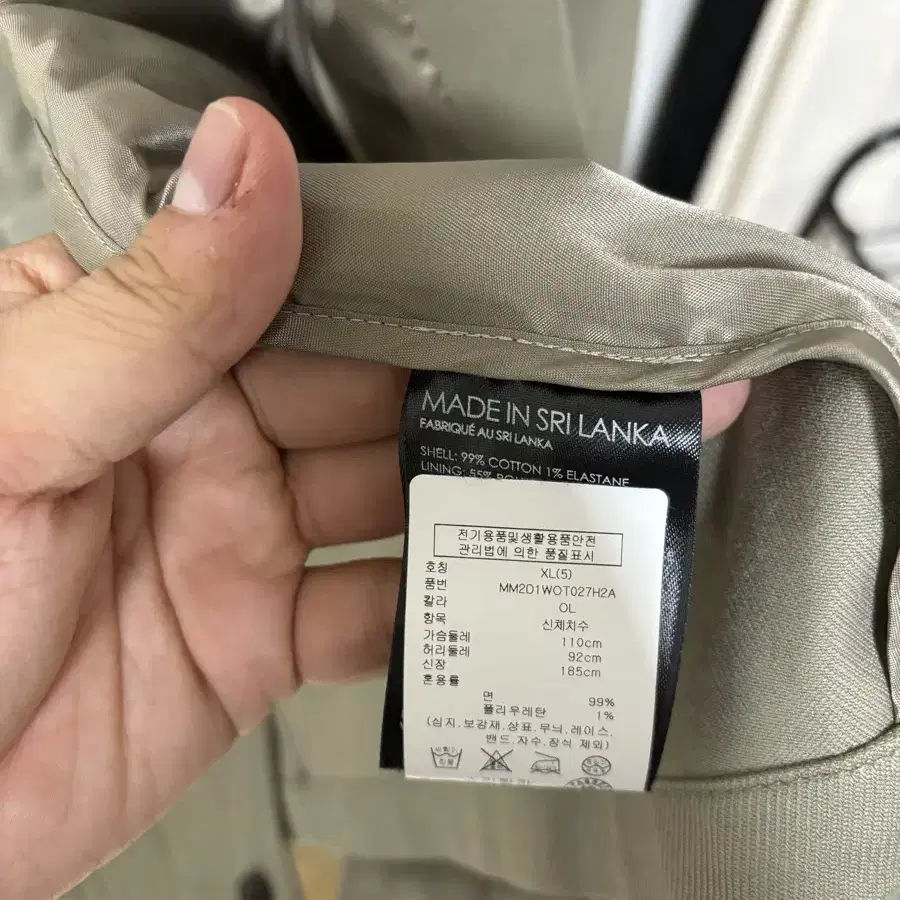 MADE IN SRI LANKA
FABRIQUÉ AU SRI LANKA
SHELL: 99% COTTON 1% ELASTANE
LINING: 55%
전기용품및생활용품안전
관리법에 의한 품질표시
호칭 XL(5)
품번 MM2D1WOT027H2A
칼라 OL
항목 신체치수
가슴둘레 110cm
허리둘레 92cm
신장 185cm
혼용률
면 99%
폴리우레탄 1%
(심지.보강재.상표.무늬.레이스.
밴드.자수.장식 제외)